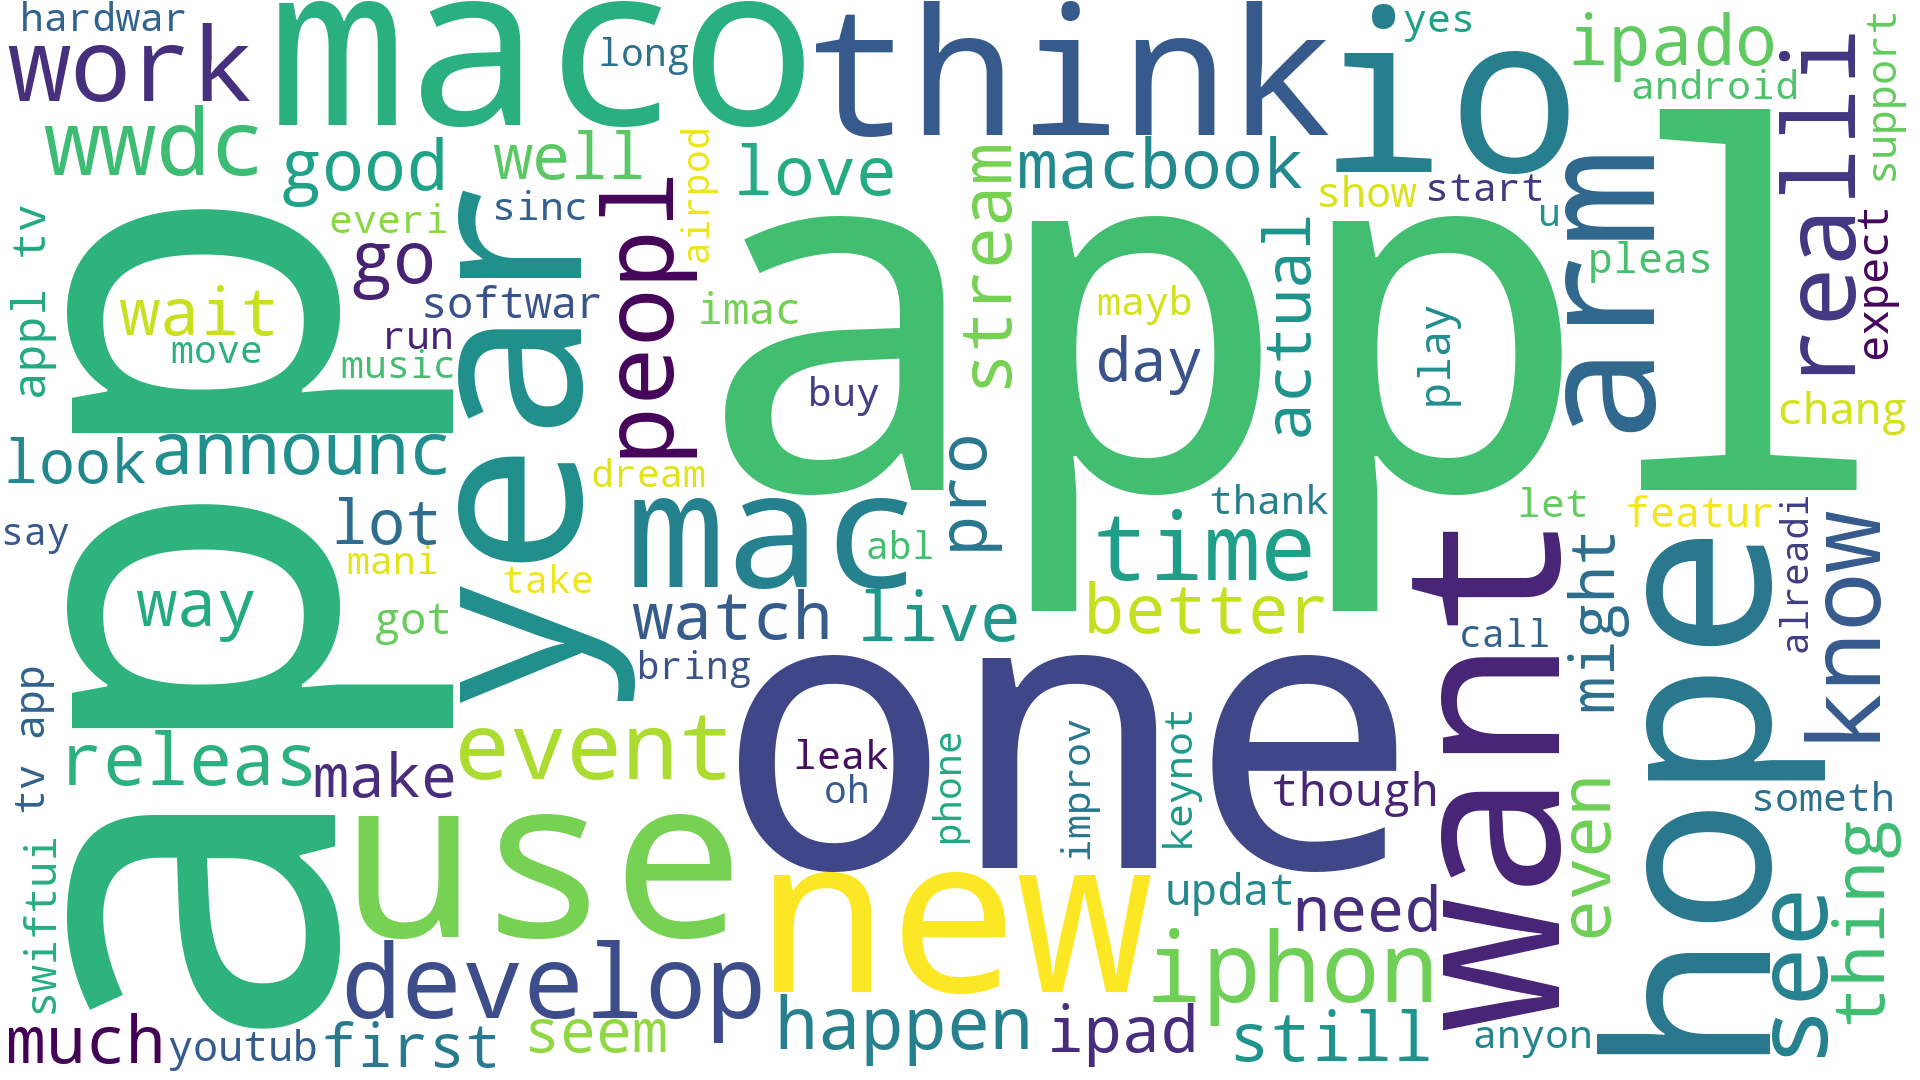 hardwar
work
maco
long
think
io
yes
ipado
android
support
wwdc
good
well
airpod
love
stream
macbook
show
start
u
arm
realli
everi
sinc
peopl
year
go
softwar
appl tv
app
wait
move
run
music
imac
appl
mayb
day
buy
actual
play
pleas
expect
chang
look
announc
dream
pro
say
lot
mani
take
mac
abl
thank
time
let
featur
alreadi
know
way
got
watch
live
better
want
call
might
hope
bring
tv app
releas
make
event
one
leak
oh
phone
improv
keynot
though
even
someth
thing
swiftui
use
new
updat
need
see
develop
iphon
much
youtub
first
seem
happen
ipad
still
anyon